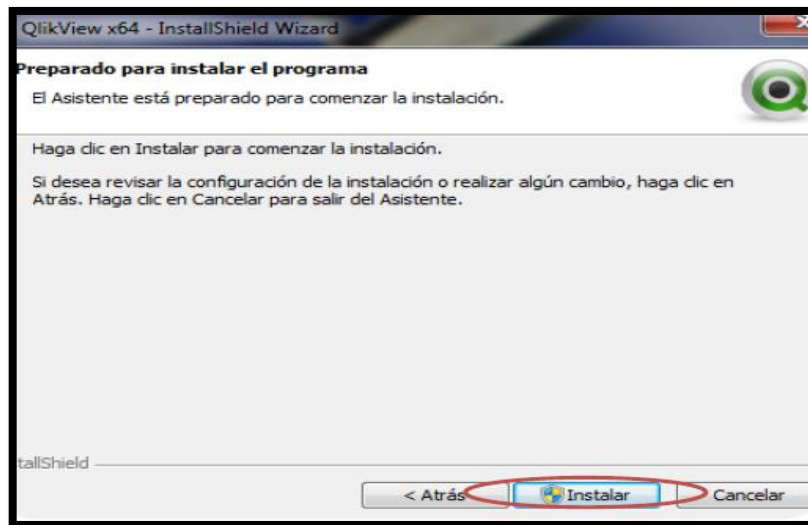 QlikView x64 - InstallShield Wizard
Preparado para instalar el programa
El Asistente está preparado para comenzar la instalación.
Haga clic en Instalar para comenzar la instalación.
Si desea revisar la configuración de la instalación o realizar algún cambio, haga clic en
Atrás. Haga clic en Cancelar para salir del Asistente.
tallShield
< Atrás Instalar Cancelar